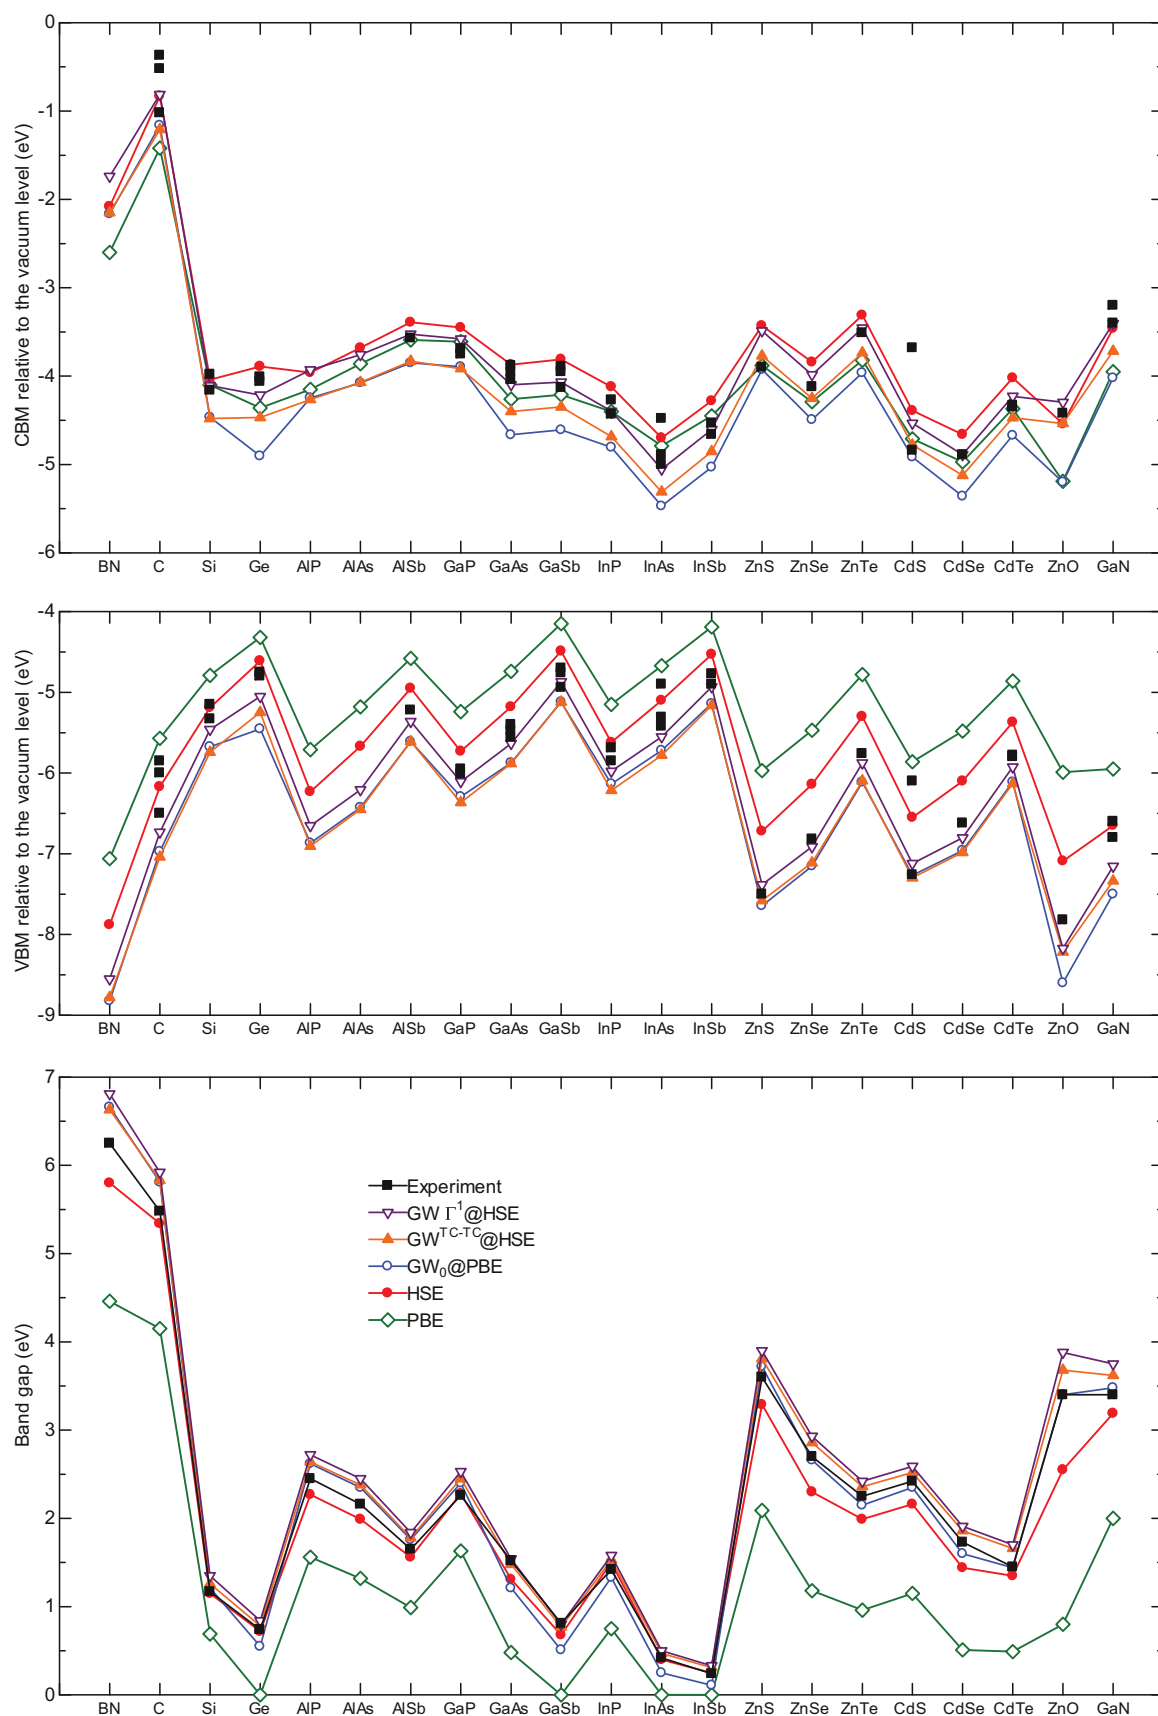 CBM relative to the vacuum level (eV)
0
-1
-2
-3
-4
-5
-6
BN C Si Ge AlP AlAs AlSb GaP GaAs GaSb InP InAs InSb ZnS ZnSe ZnTe CdS CdSe CdTe ZnO GaN
VBM relative to the vacuum level (eV)
-4
-5
-6
-7
-8
-9
BN C Si Ge AlP AlAs AlSb GaP GaAs GaSb InP InAs InSb ZnS ZnSe ZnTe CdS CdSe CdTe ZnO GaN
Band gap (eV)
7
6
5
4
3
2
1
0
Experiment
GW Γ¹@HSE
GW^TC-TC@HSE
GW₀@PBE
HSE
PBE
BN C Si Ge AlP AlAs AlSb GaP GaAs GaSb InP InAs InSb ZnS ZnSe ZnTe CdS CdSe CdTe ZnO GaN